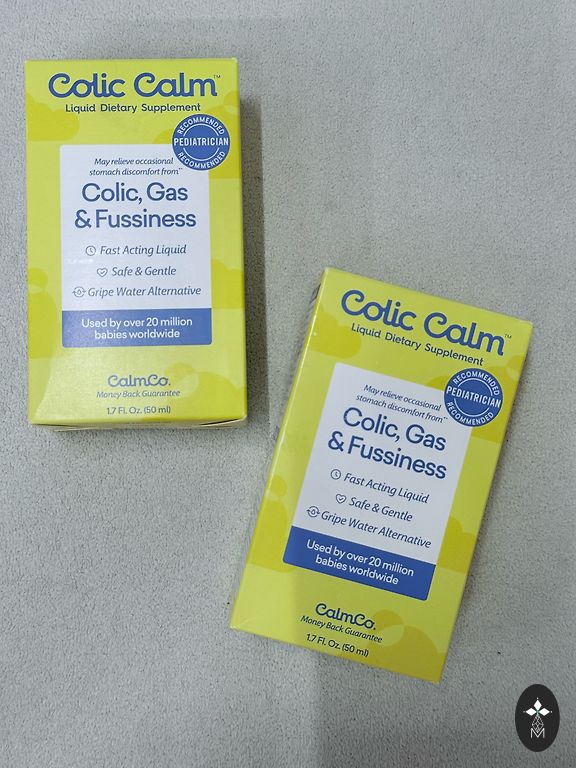 Colic Calm™
Liquid Dietary Supplement
RECOMMENDED
PEDIATRICIAN
RECOMMENDED
May relieve occasional
stomach discomfort from**
Colic, Gas
& Fussiness
Fast Acting Liquid
Safe & Gentle
Gripe Water Alternative
Used by over 20 million
babies worldwide
CalmCo.
Money Back Guarantee
1.7 Fl. Oz. (50 ml)
Colic Calm™
Liquid Dietary Supplement
RECOMMENDED
PEDIATRICIAN
RECOMMENDED
May relieve occasional
stomach discomfort from**
Colic, Gas
& Fussiness
Fast Acting Liquid
Safe & Gentle
Gripe Water Alternative
Used by over 20 million
babies worldwide
CalmCo.
Money Back Guarantee
1.7 Fl. Oz. (50 ml)
M